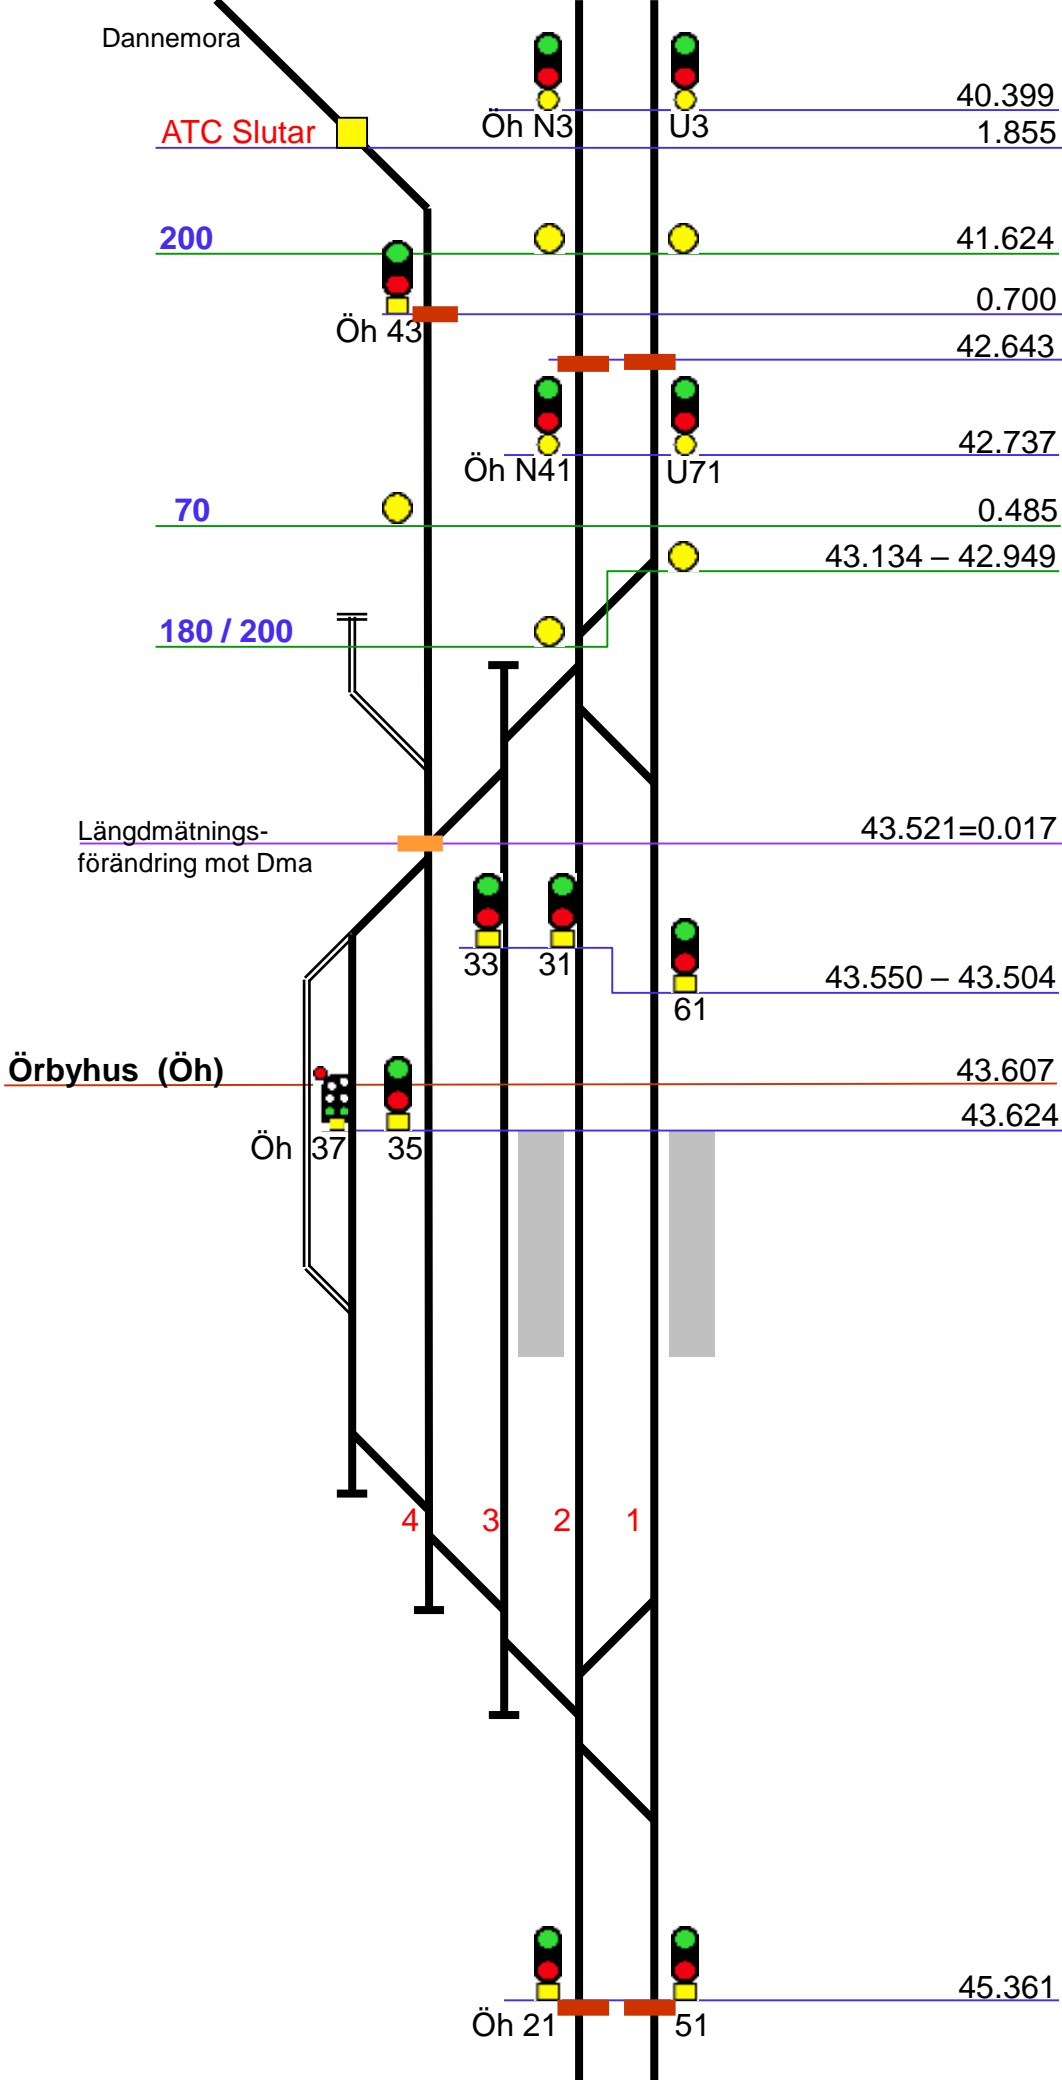 Dannemora
40.399
Öh N3
U3
ATC Slutar
1.855
200
41.624
0.700
Öh 43
42.643
42.737
Öh N41
U71
70
0.485
43.134 – 42.949
180 / 200
Längdmätnings-
förändring mot Dma
43.521=0.017
33
31
43.550 – 43.504
61
Örbyhus (Öh)
43.607
43.624
Öh 37
35
4
3
2
1
45.361
Öh 21
51